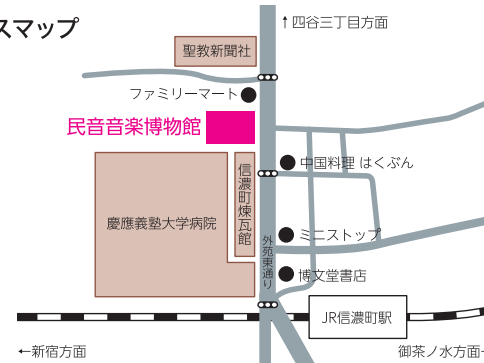 スマップ
↑四谷三丁目方面
聖教新聞社
ファミリーマート
民音音楽博物館
中国料理 はくぶん
信濃町煉瓦館
慶應義塾大学病院
外苑東通り
ミニストップ
博文堂書店
JR信濃町駅
←新宿方面
御茶ノ水方面